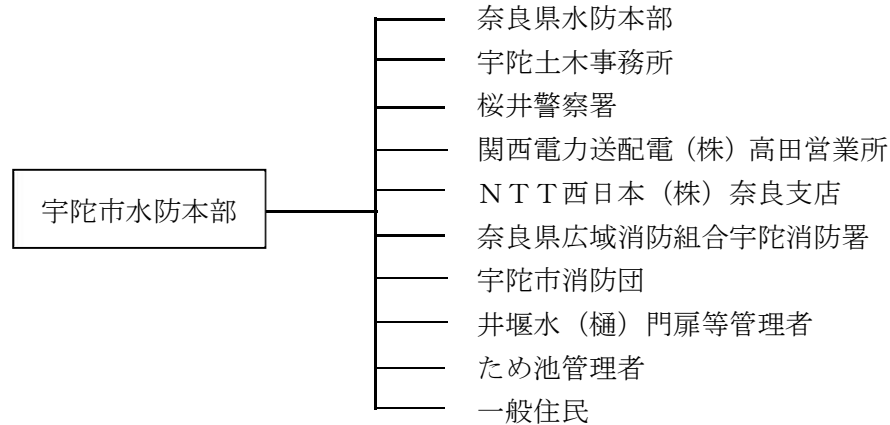 宇陀市水防本部
奈良県水防本部
宇陀土木事務所
桜井警察署
関西電力送配電（株）高田営業所
ＮＴＴ西日本（株）奈良支店
奈良県広域消防組合宇陀消防署
宇陀市消防団
井堰水（樋）門扉等管理者
ため池管理者
一般住民